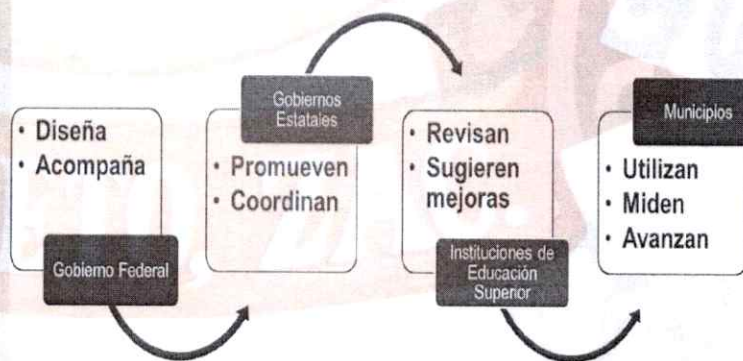 • Diseña
• Acompaña
Gobierno Federal
Gobiernos
Estatales
• Promueven
• Coordinan
• Revisan
• Sugieren
mejoras
Instituciones de
Educación
Superior
Municipios
• Utilizan
• Miden
• Avanzan